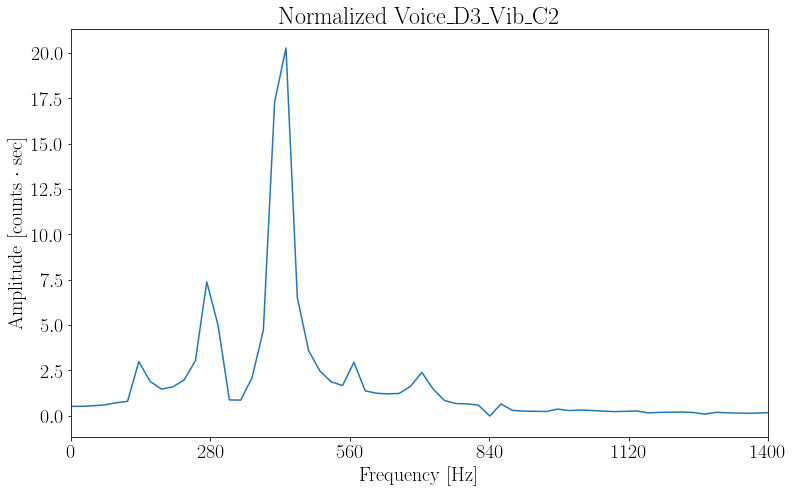 Normalized Voice_D3_Vib_C2
20.0
17.5
15.0
12.5
10.0
7.5
5.0
2.5
0.0
Amplitude [counts · sec]
0 280 560 840 1120 1400
Frequency [Hz]